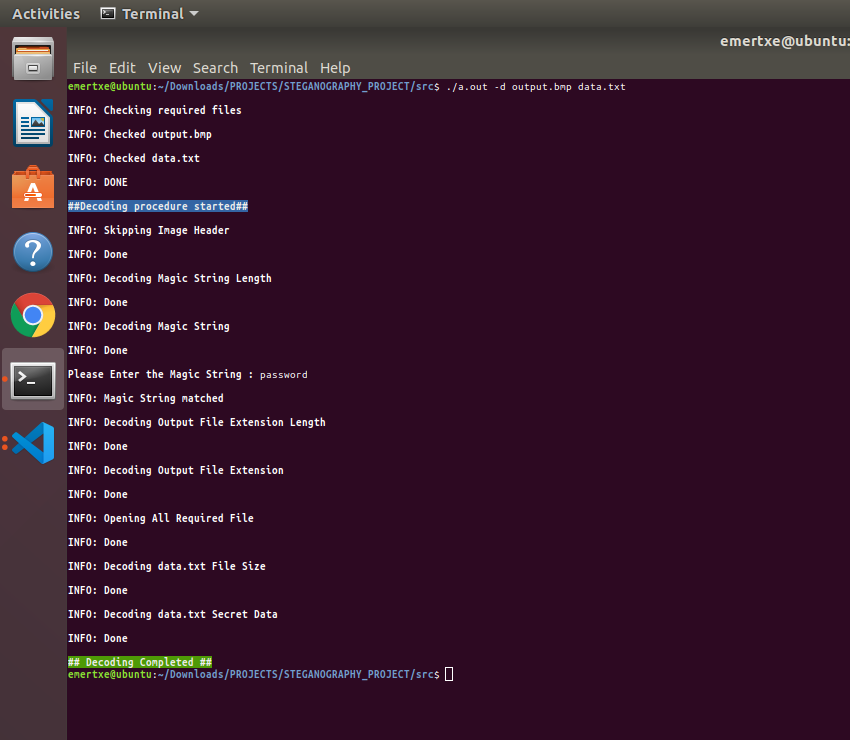 Activities Terminal
emertxe@ubuntu:
File Edit View Search Terminal Help
emertxe@ubuntu:~/Downloads/PROJECTS/STEGANOGRAPHY_PROJECT/src$ ./a.out -d output.bmp data.txt
INFO: Checking required files
INFO: Checked output.bmp
INFO: Checked data.txt
INFO: DONE
##Decoding procedure started##
INFO: Skipping Image Header
INFO: Done
INFO: Decoding Magic String Length
INFO: Done
INFO: Decoding Magic String
INFO: Done
Please Enter the Magic String : password
INFO: Magic String matched
INFO: Decoding Output File Extension Length
INFO: Done
INFO: Decoding Output File Extension
INFO: Done
INFO: Opening All Required File
INFO: Done
INFO: Decoding data.txt File Size
INFO: Done
INFO: Decoding data.txt Secret Data
INFO: Done
## Decoding Completed ##
emertxe@ubuntu:~/Downloads/PROJECTS/STEGANOGRAPHY_PROJECT/src$